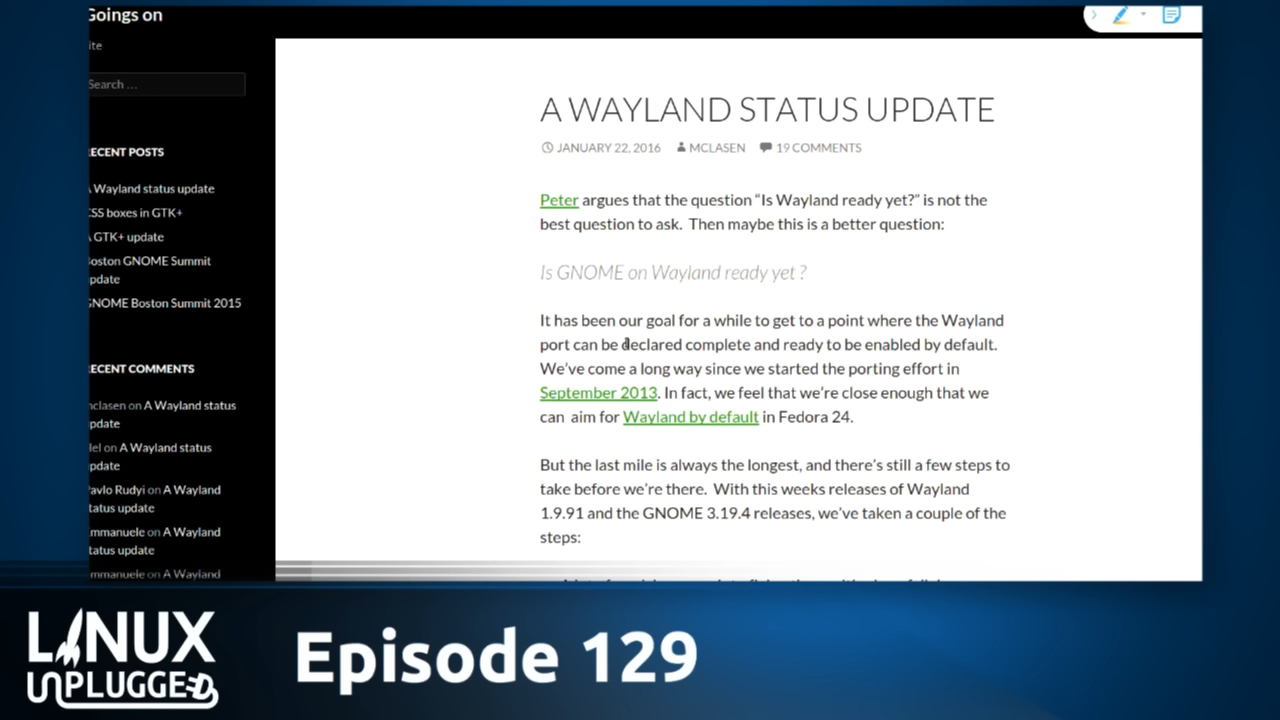 Goings on
ite
Search ...
RECENT POSTS
A Wayland status update
CSS boxes in GTK+
A GTK+ update
Boston GNOME Summit
update
GNOME Boston Summit 2015
RECENT COMMENTS
mclasen on A Wayland status
update
el on A Wayland status
update
Pavlo Rudyi on A Wayland
status update
Emmanuele on A Wayland
status update
Emmanuele on A Wayland
A WAYLAND STATUS UPDATE
JANUARY 22, 2016 MCLASEN 19 COMMENTS
Peter argues that the question “Is Wayland ready yet?” is not the
best question to ask. Then maybe this is a better question:
Is GNOME on Wayland ready yet ?
It has been our goal for a while to get to a point where the Wayland
port can be declared complete and ready to be enabled by default.
We’ve come a long way since we started the porting effort in
September 2013. In fact, we feel that we’re close enough that we
can aim for Wayland by default in Fedora 24.
But the last mile is always the longest, and there’s still a few steps to
take before we’re there. With this weeks releases of Wayland
1.9.91 and the GNOME 3.19.4 releases, we’ve taken a couple of the
steps:
LINUX
UNPLUGGED
Episode 129